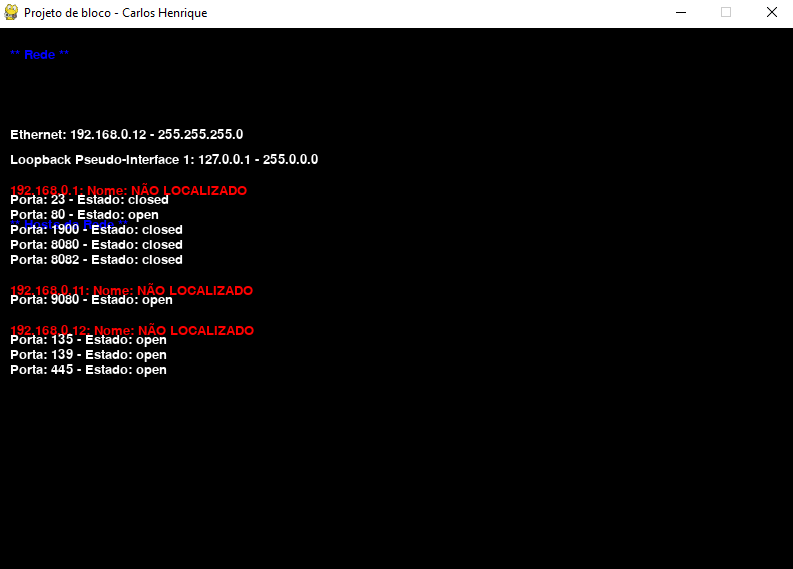 Projeto de bloco - Carlos Henrique
** Rede **
Ethernet: 192.168.0.12 - 255.255.255.0
Loopback Pseudo-Interface 1: 127.0.0.1 - 255.0.0.0
192.168.0.1: Nome: NÃO LOCALIZADO
Porta: 23 - Estado: closed
Porta: 80 - Estado: open
** Hosts da Rede **
Porta: 1900 - Estado: closed
Porta: 8080 - Estado: closed
Porta: 8082 - Estado: closed
192.168.0.11: Nome: NÃO LOCALIZADO
Porta: 9080 - Estado: open
192.168.0.12: Nome: NÃO LOCALIZADO
Porta: 135 - Estado: open
Porta: 139 - Estado: open
Porta: 445 - Estado: open